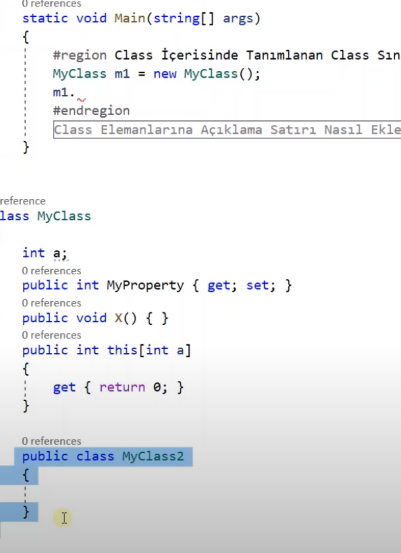 0 references
static void Main(string[] args)
{
#region Class İçerisinde Tanımlanan Class Sın
MyClass m1 = new MyClass();
m1.
#endregion
Class Elemanlarına Açıklama Satırı Nasıl Ekle
}
reference
lass MyClass
int a;
0 references
public int MyProperty { get; set; }
0 references
public void X() { }
0 references
public int this[int a]
{
get { return 0; }
}
0 references
public class MyClass2
{
}